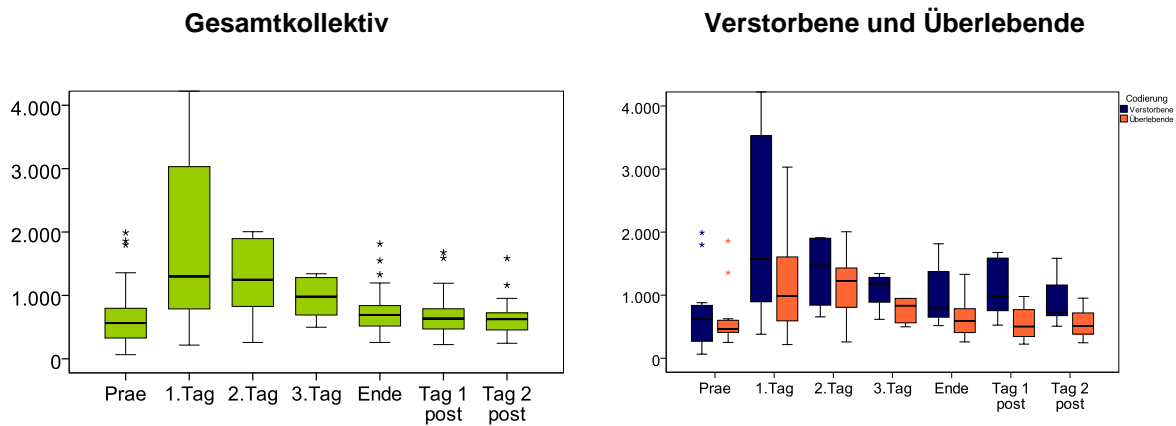 Gesamtkollektiv
4.000
3.000
2.000
1.000
0
Prae 1.Tag 2.Tag 3.Tag Ende Tag 1 Tag 2
post post
Verstorbene und Überlebende
4.000
3.000
2.000
1.000
0
Prae 1.Tag 2.Tag 3.Tag Ende Tag 1 Tag 2
post post
Codierung
Verstorbene
Überlebende